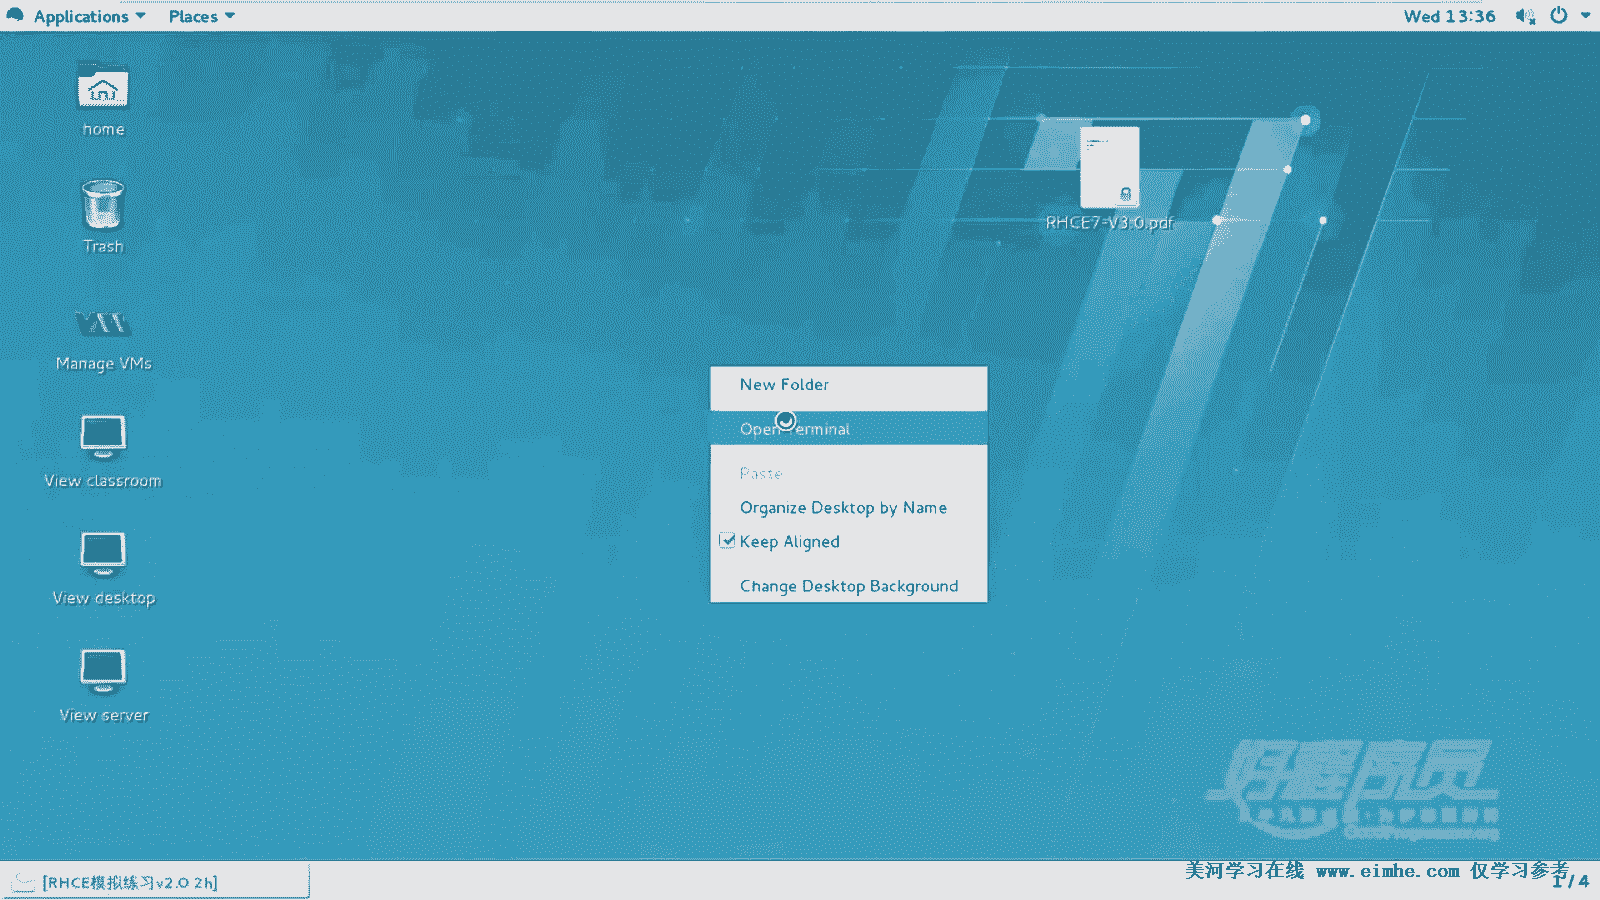 Applications Places Wed 13:36
home
Trash
Manage VMs
View classroom
View desktop
View server
RHCE7-V3.0.pdf
New Folder
Open Terminal
Paste
Organize Desktop by Name
Keep Aligned
Change Desktop Background
好程序员
[RHCE模拟练习v2.0 2h]
美河学习在线 www.eimhe.com 仅学习参考
1 / 4